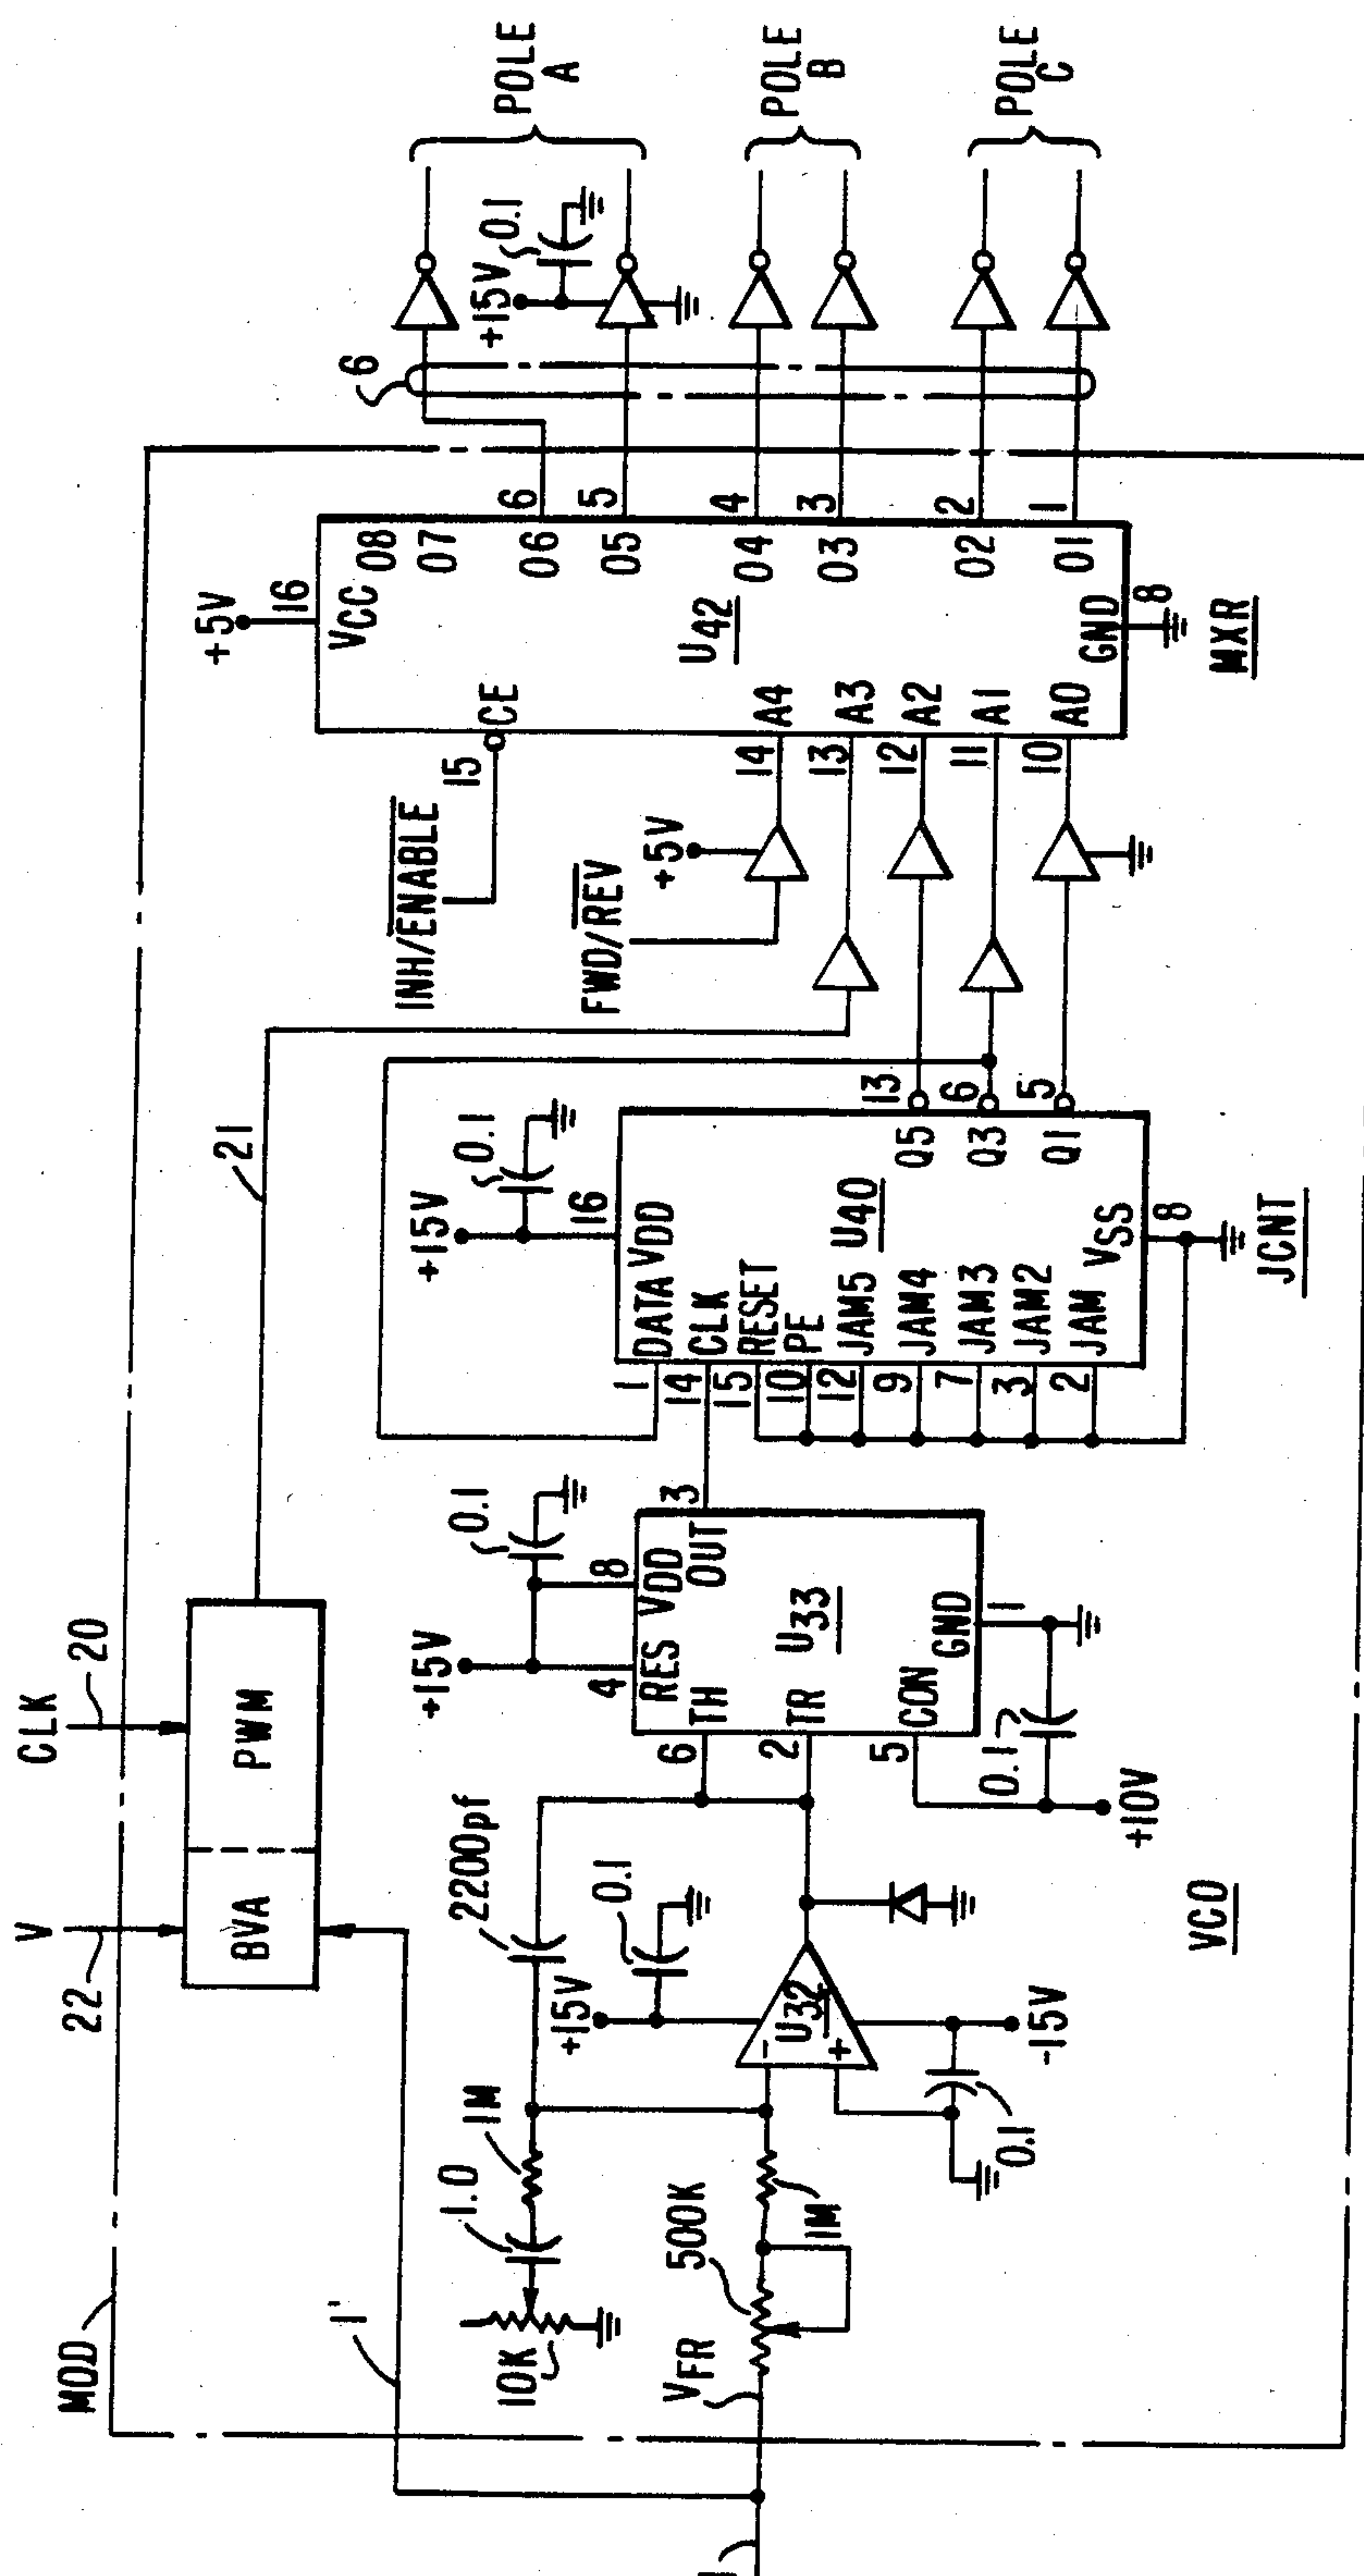 MOD
V
22
CLK
20
BVA
PWM
21
1'
10K
1.0
1M
2200pf
V_FR
500K
1M
+15V
0.1
U32
-
+
-15V
0.1
VCO
+15V
0.1
4
8
RES
VDD
OUT
3
6
TH
2
TR
U33
5
CON
GND
1
0.1
+10V
+15V
0.1
16
1
DATA
VDD
14
CLK
15
RESET
10
PE
12
JAM5
9
JAM4
7
JAM3
3
JAM2
2
JAM
U40
Q5
13
Q3
6
Q1
5
VSS
8
JCNT
INH/ENABLE
15
CE
FWD/REV
+5V
14
A4
13
A3
12
A2
11
A1
10
A0
+5V
16
VCC
U42
08
07
06
6
05
5
04
4
03
3
02
2
01
1
GND
8
MXR
6
+15V
0.1
POLE
A
POLE
B
POLE
C